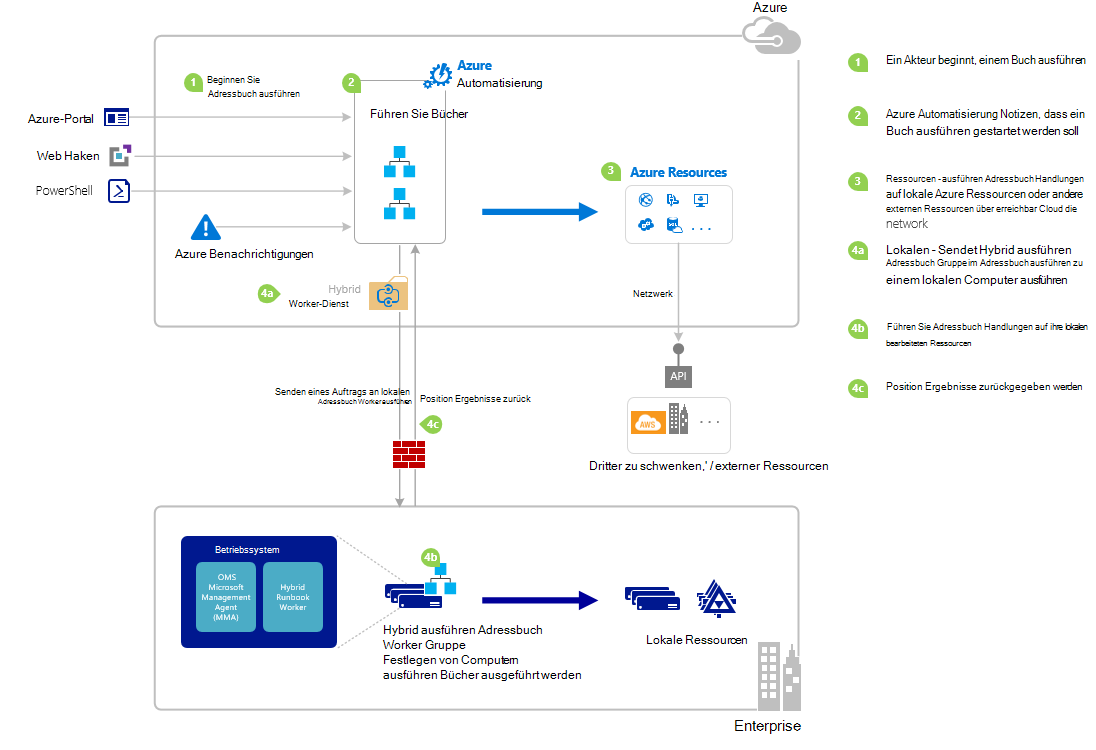 Azure
1
Beginnen Sie
Adressbuch ausführen
2
Azure
Automatisierung
Führen Sie Bücher
Azure-Portal
Web Haken
PowerShell
Azure Benachrichtigungen
3
Azure Resources
. . .
4a
Hybrid
Worker-Dienst
Netzwerk
API
AWS
. . .
Dritter zu schwenken,' / externer Ressourcen
Senden eines Auftrags an lokalen
Adressbuch Worker ausführen
Position Ergebnisse zurück
4c
Betriebssystem
OMS
Microsoft
Management
Agent
(MMA)
Hybrid
Runbook
Worker
4b
Hybrid ausführen Adressbuch
Worker Gruppe
Festlegen von Computern
ausführen Bücher ausgeführt werden
Lokale Ressourcen
Enterprise
1
Ein Akteur beginnt, einem Buch ausführen
2
Azure Automatisierung Notizen, dass ein
Buch ausführen gestartet werden soll
3
Ressourcen - ausführen Adressbuch Handlungen
auf lokale Azure Ressourcen oder andere
externen Ressourcen über erreichbar Cloud die
network
4a
Lokalen - Sendet Hybrid ausführen
Adressbuch Gruppe im Adressbuch ausführen zu
einem lokalen Computer ausführen
4b
Führen Sie Adressbuch Handlungen auf ihre lokalen
bearbeiteten Ressourcen
4c
Position Ergebnisse zurückgegeben werden